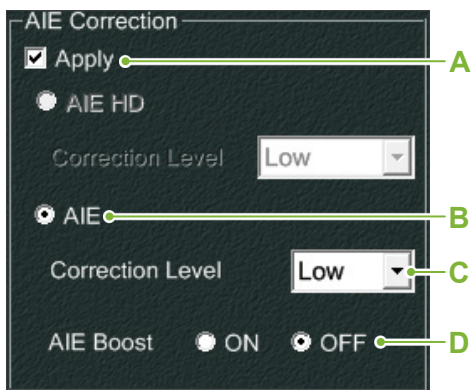 AIE Correction
Apply
A
AIE HD
Correction Level Low
AIE
B
Correction Level Low
C
AIE Boost ON OFF
D